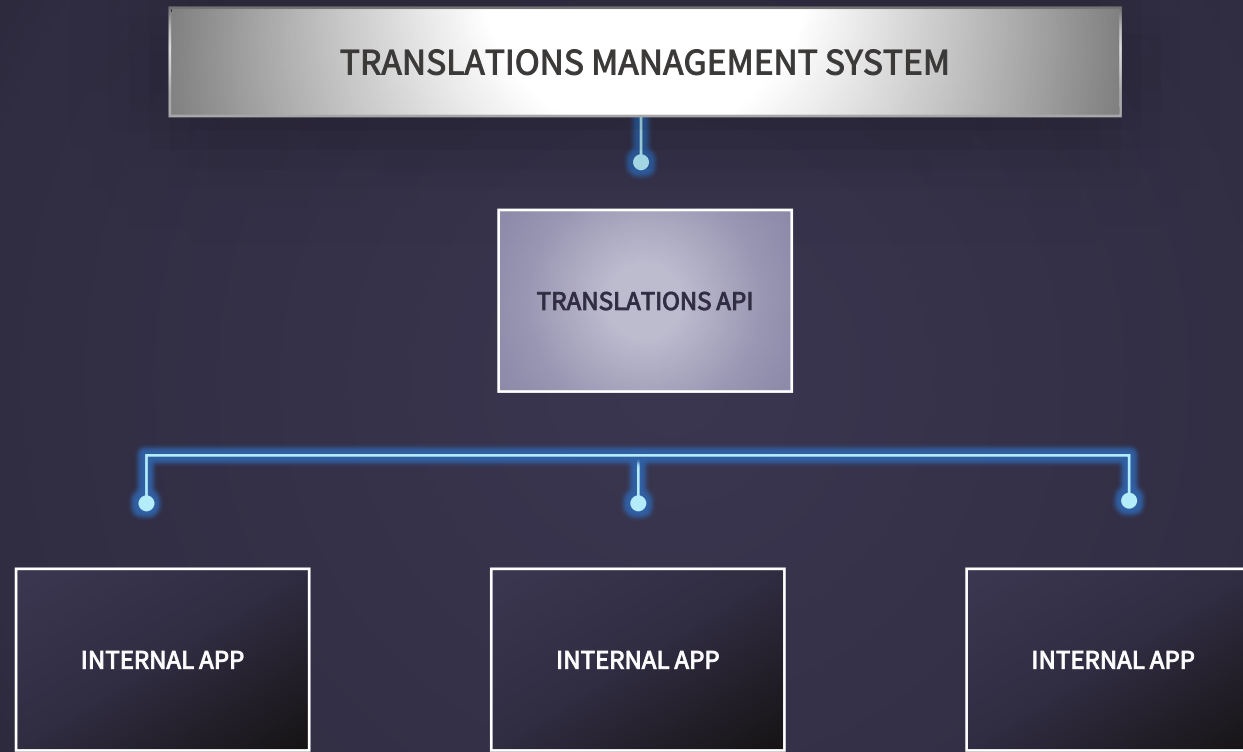 TRANSLATIONS MANAGEMENT SYSTEM
TRANSLATIONS API
INTERNAL APP
INTERNAL APP
INTERNAL APP